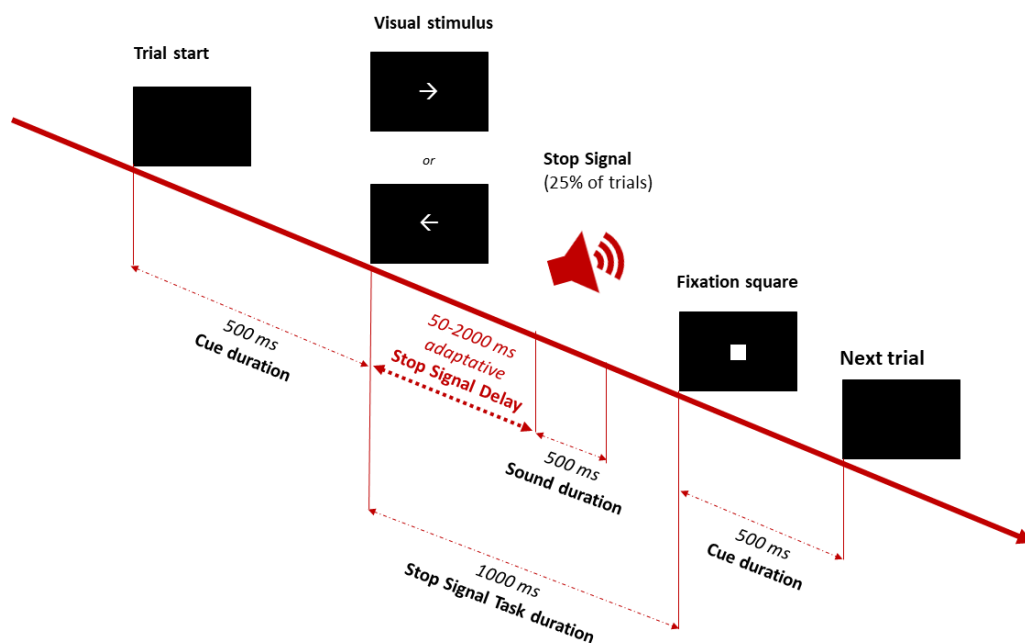 Visual stimulus
Trial start
or
Stop Signal
(25% of trials)
Fixation square
Next trial
500 ms
Cue duration
50-2000 ms
adaptative
Stop Signal Delay
500 ms
Sound duration
1000 ms
Stop Signal Task duration
500 ms
Cue duration